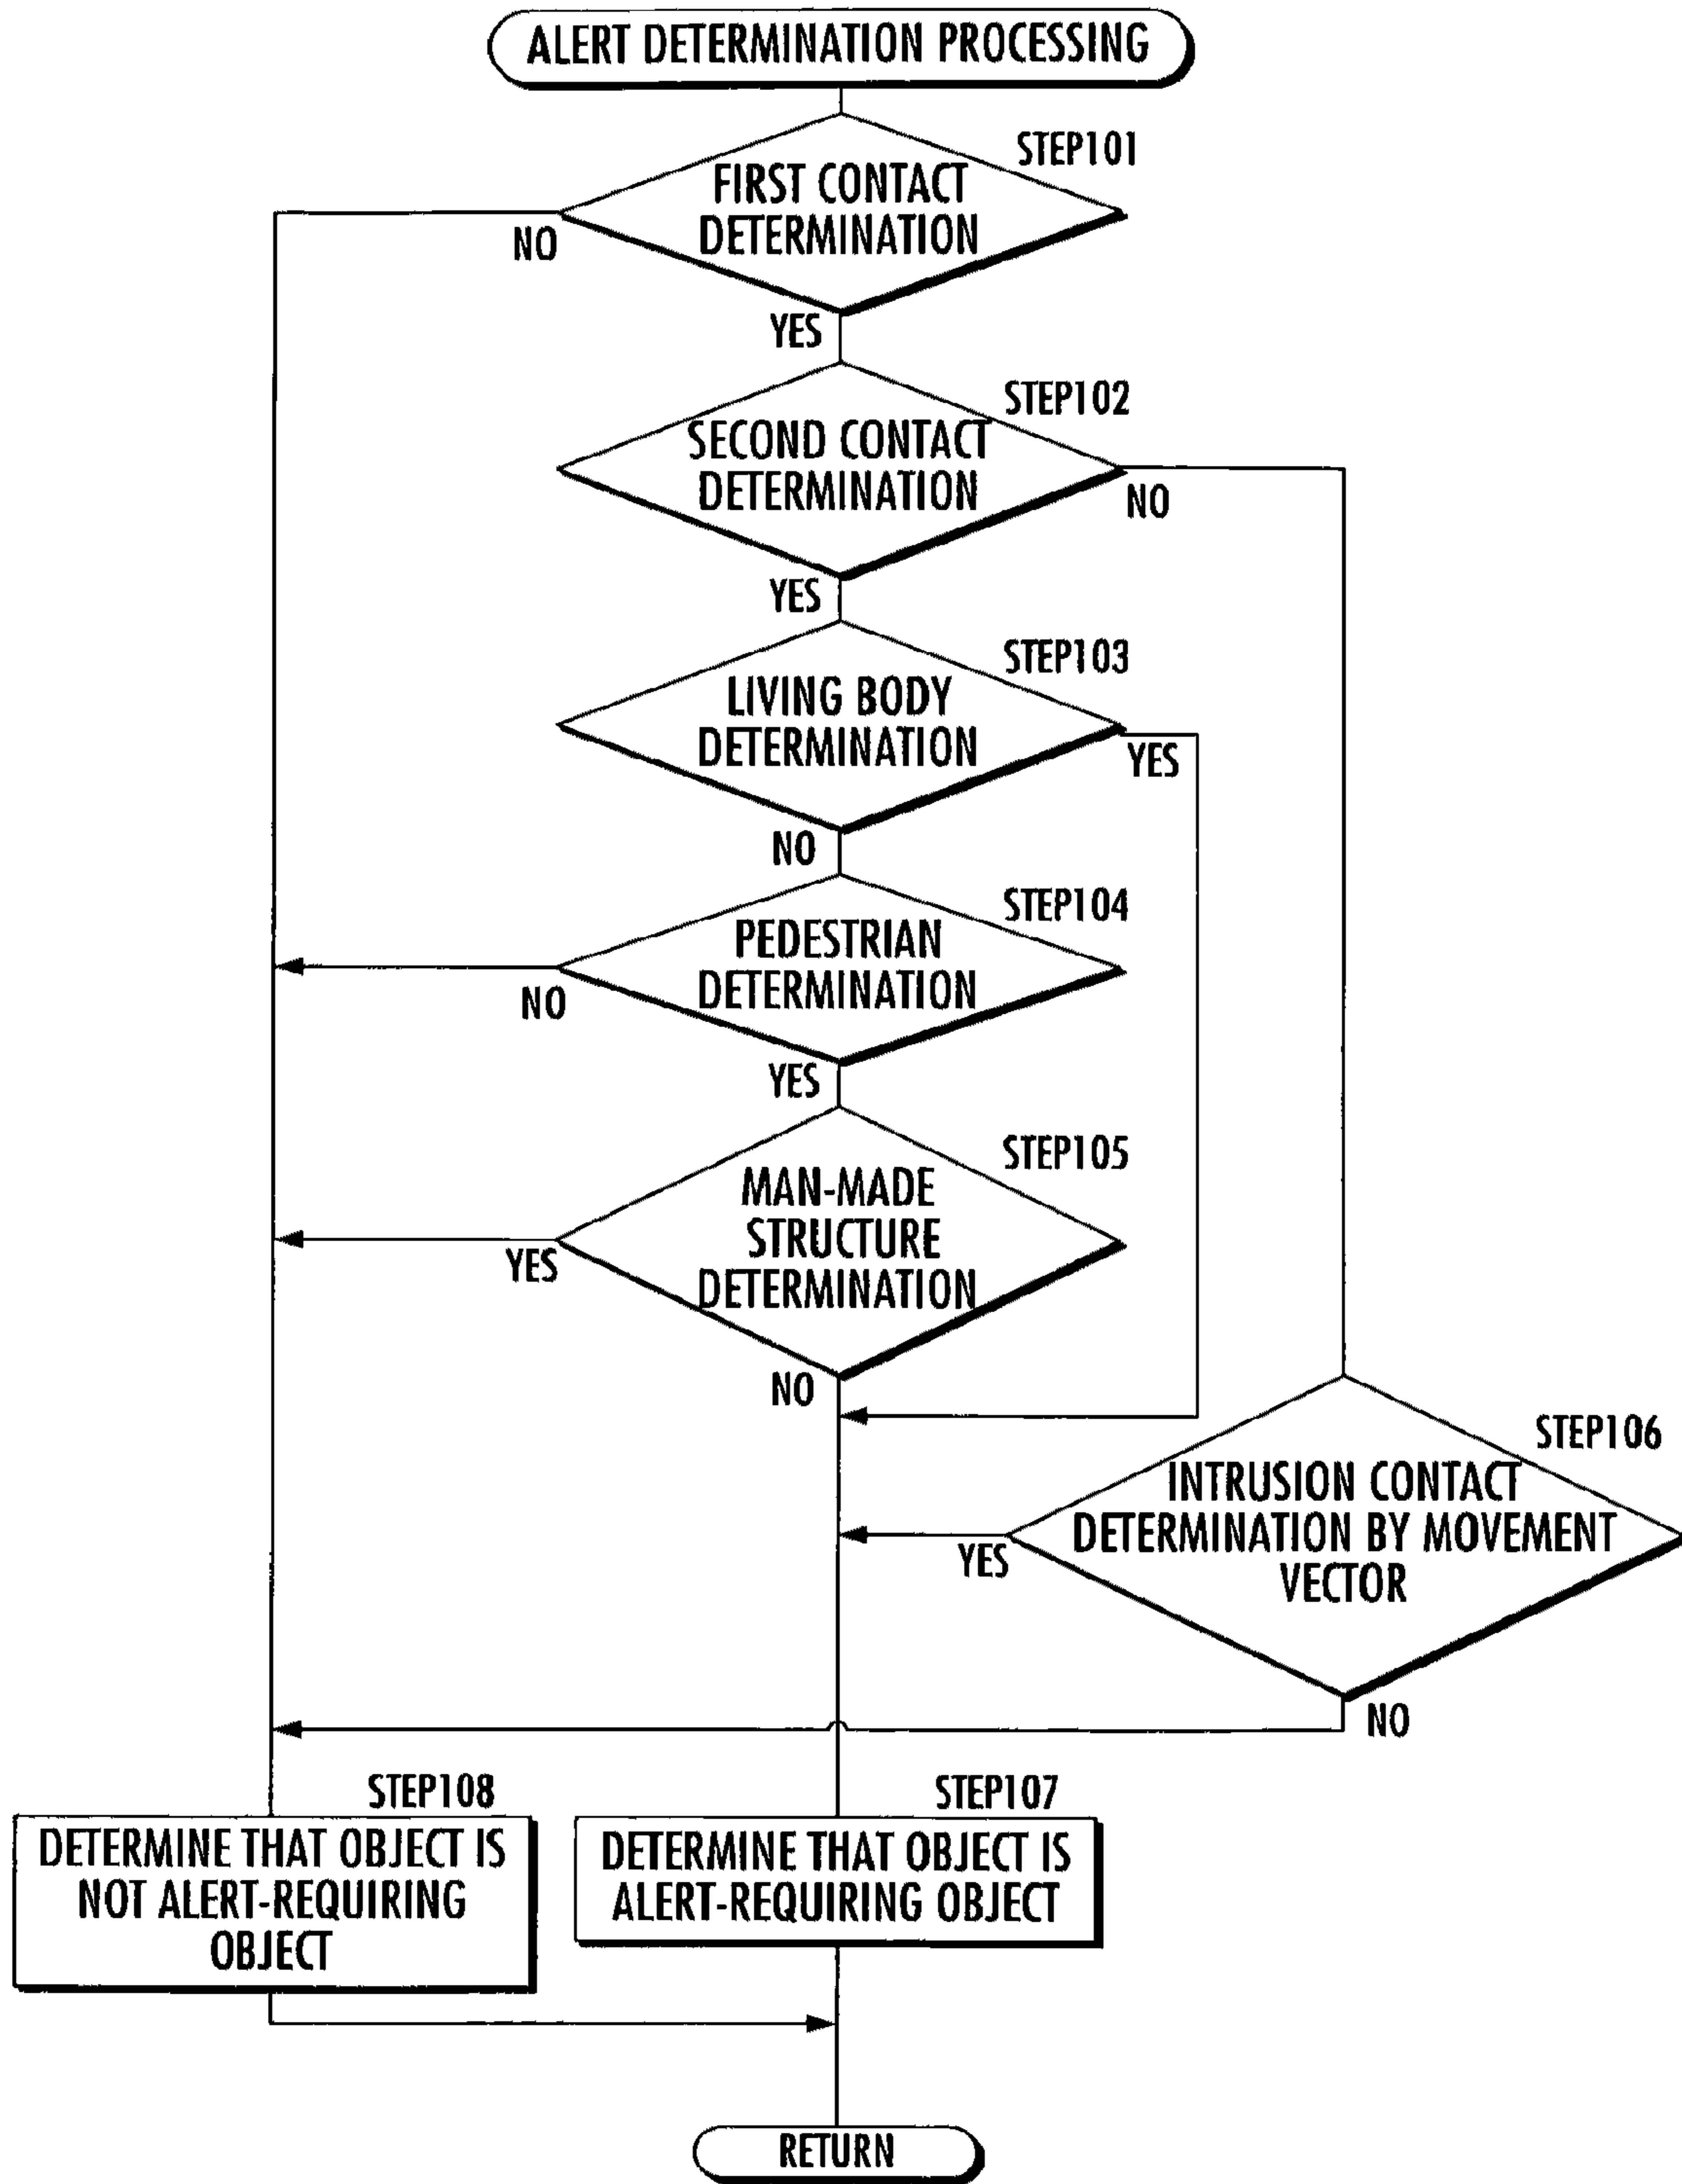 ALERT DETERMINATION PROCESSING
STEP101
FIRST CONTACT
DETERMINATION
NO
YES
STEP102
SECOND CONTACT
DETERMINATION
NO
YES
STEP103
LIVING BODY
DETERMINATION
YES
NO
STEP104
PEDESTRIAN
DETERMINATION
NO
YES
STEP105
MAN-MADE
STRUCTURE
DETERMINATION
YES
NO
STEP106
INTRUSION CONTACT
DETERMINATION BY MOVEMENT
VECTOR
YES
NO
STEP108
DETERMINE THAT OBJECT IS
NOT ALERT-REQUIRING
OBJECT
STEP107
DETERMINE THAT OBJECT IS
ALERT-REQUIRING OBJECT
RETURN